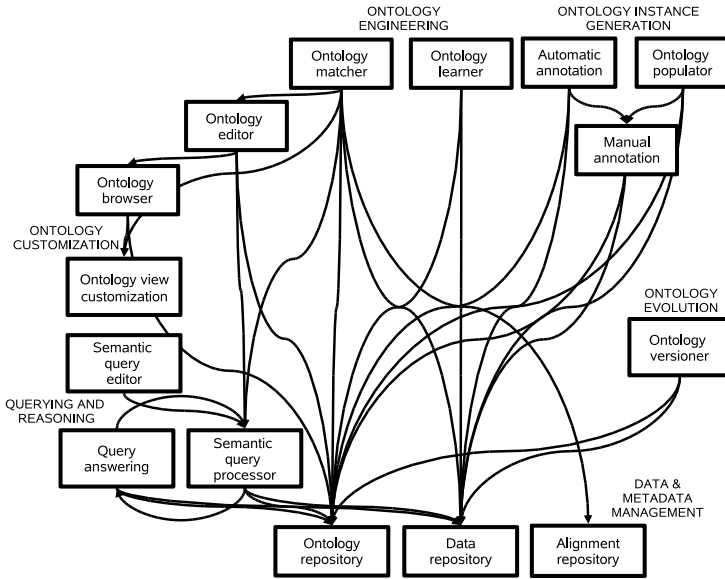 ONTOLOGY
ENGINEERING
ONTOLOGY INSTANCE
GENERATION
Ontology
matcher
Ontology
learner
Automatic
annotation
Ontology
populator
Ontology
editor
Manual
annotation
Ontology
browser
ONTOLOGY
CUSTOMIZATION
Ontology view
customization
ONTOLOGY
EVOLUTION
Ontology
versioner
Semantic
query
editor
QUERYING AND
REASONING
Query
answering
Semantic
query
processor
DATA &
METADATA
MANAGEMENT
Ontology
repository
Data
repository
Alignment
repository